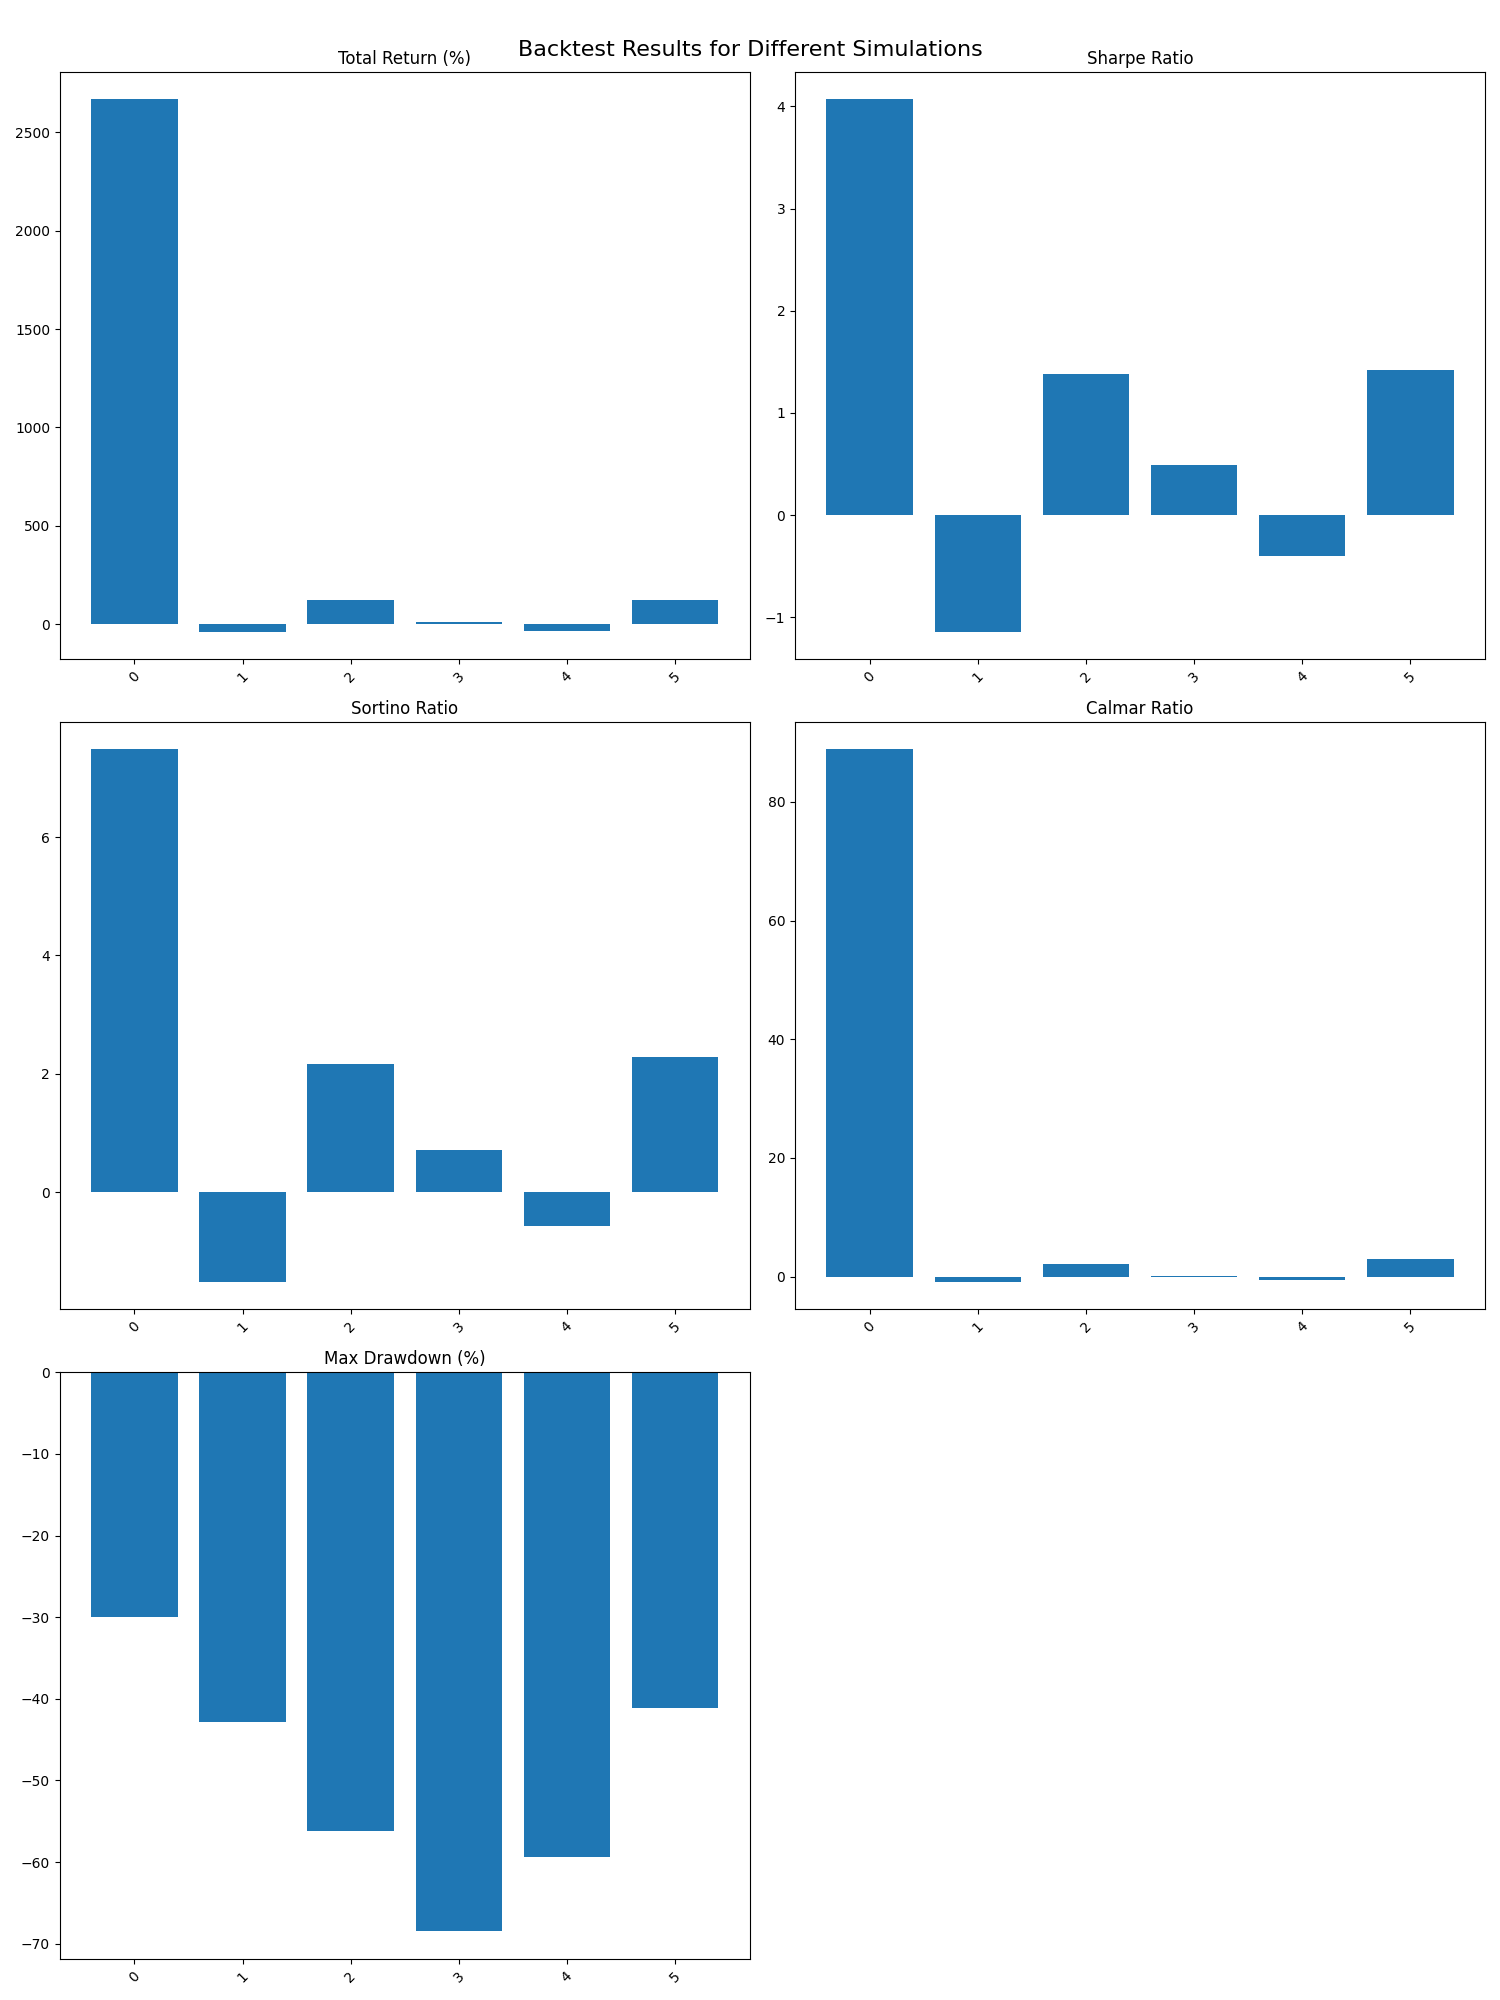 Backtest Results for Different Simulations
Total Return (%)
2500
2000
1500
1000
500
0
0 1 2 3 4 5
Sharpe Ratio
4
3
2
1
0
−1
0 1 2 3 4 5
Sortino Ratio
6
4
2
0
0 1 2 3 4 5
Calmar Ratio
80
60
40
20
0
0 1 2 3 4 5
Max Drawdown (%)
0
−10
−20
−30
−40
−50
−60
−70
0 1 2 3 4 5